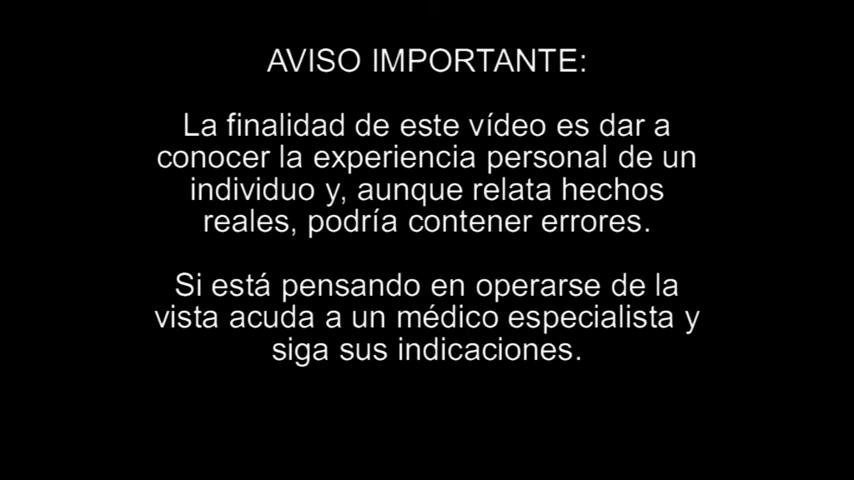 AVISO IMPORTANTE:
La finalidad de este vídeo es dar a
conocer la experiencia personal de un
individuo y, aunque relata hechos
reales, podría contener errores.
Si está pensando en operarse de la
vista acuda a un médico especialista y
siga sus indicaciones.